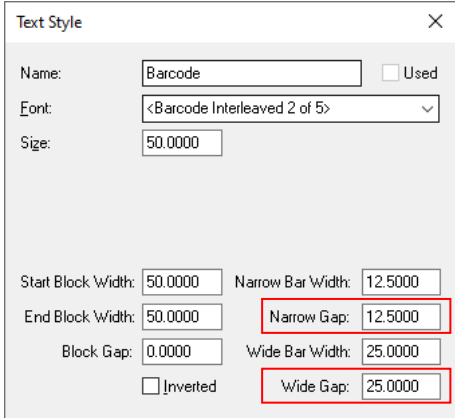 Text Style
Name: Barcode Used
Font: <Barcode Interleaved 2 of 5>
Size: 50.0000
Start Block Width: 50.0000 Narrow Bar Width: 12.5000
End Block Width: 50.0000 Narrow Gap: 12.5000
Block Gap: 0.0000 Wide Bar Width: 25.0000
Inverted Wide Gap: 25.0000